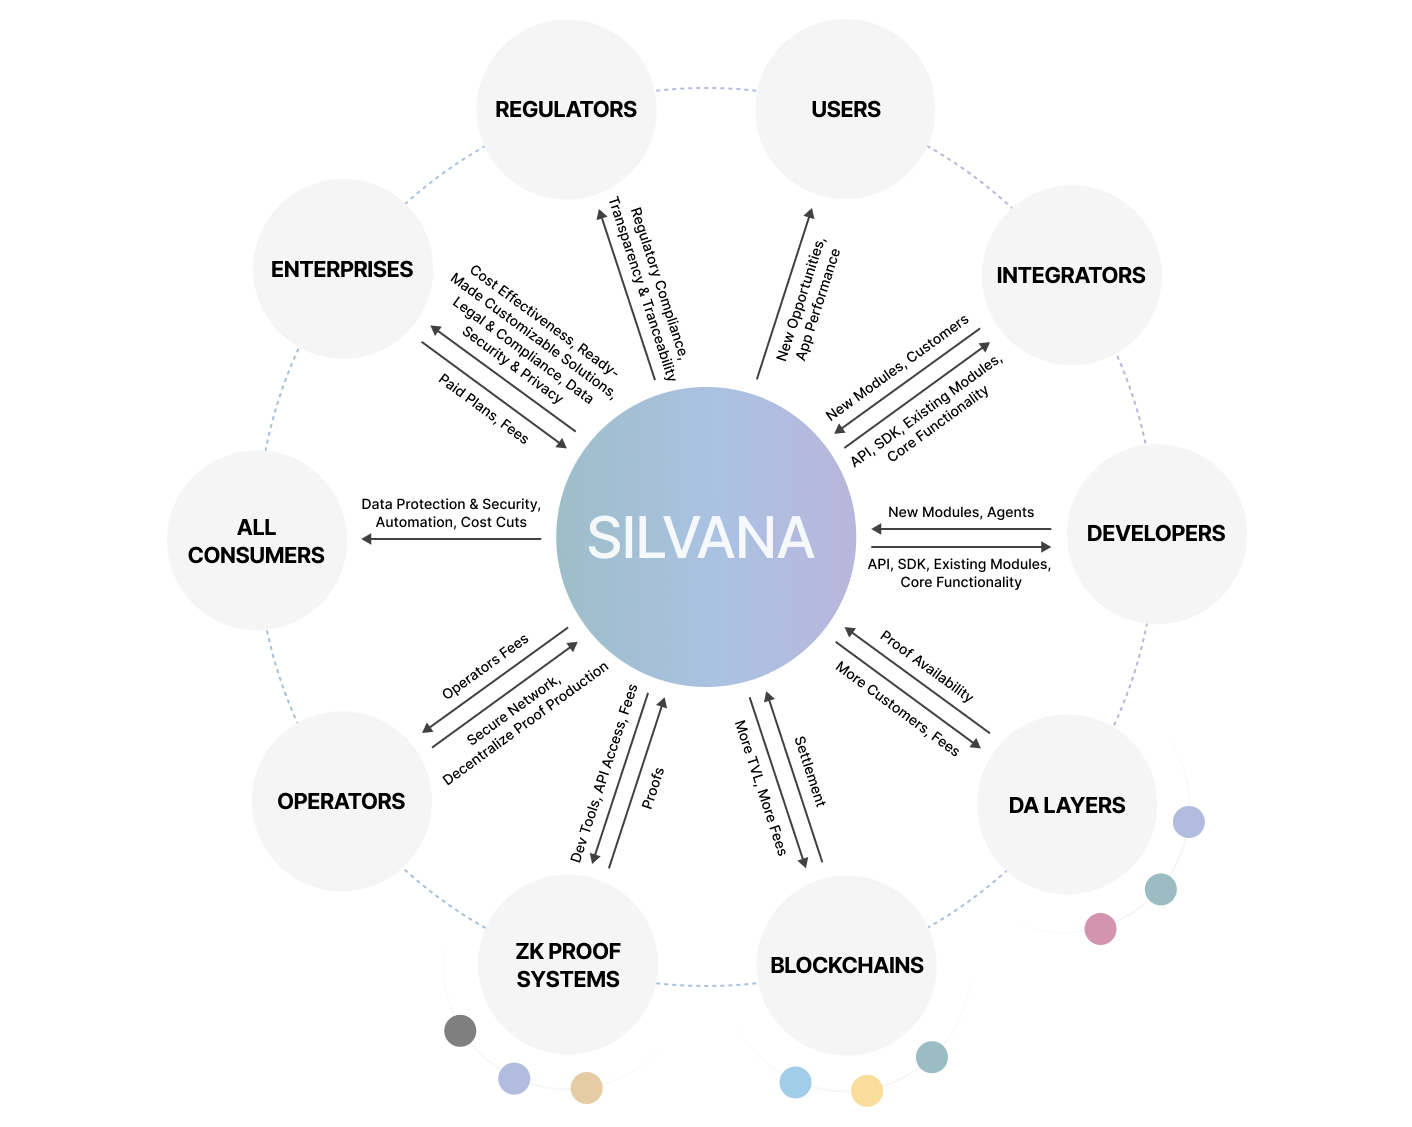 REGULATORS
USERS
ENTERPRISES
INTEGRATORS
Regulatory Compliance,
Transparency & Tranceability
New Opportunities,
App Performance
Cost Effectiveness, Ready-
Made Customizable Solutions,
Legal & Compliance, Data
Security & Privacy
Paid Plans, Fees
New Modules, Customers
API, SDK, Existing Modules,
Core Functionality
ALL
CONSUMERS
Data Protection & Security,
Automation, Cost Cuts
SILVANA
New Modules, Agents
API, SDK, Existing Modules,
Core Functionality
DEVELOPERS
Operators Fees
Secure Network,
Decentralize Proof Production
Dev Tools, API Access, Fees
Proofs
More TVL, More Fees
Settlement
Proof Availability
More Customers, Fees
OPERATORS
DA LAYERS
ZK PROOF
SYSTEMS
BLOCKCHAINS